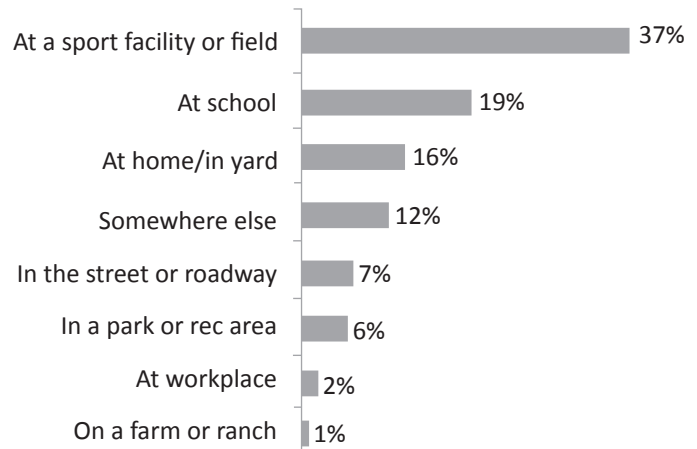 At a sport facility or field 37%
At school 19%
At home/in yard 16%
Somewhere else 12%
In the street or roadway 7%
In a park or rec area 6%
At workplace 2%
On a farm or ranch 1%